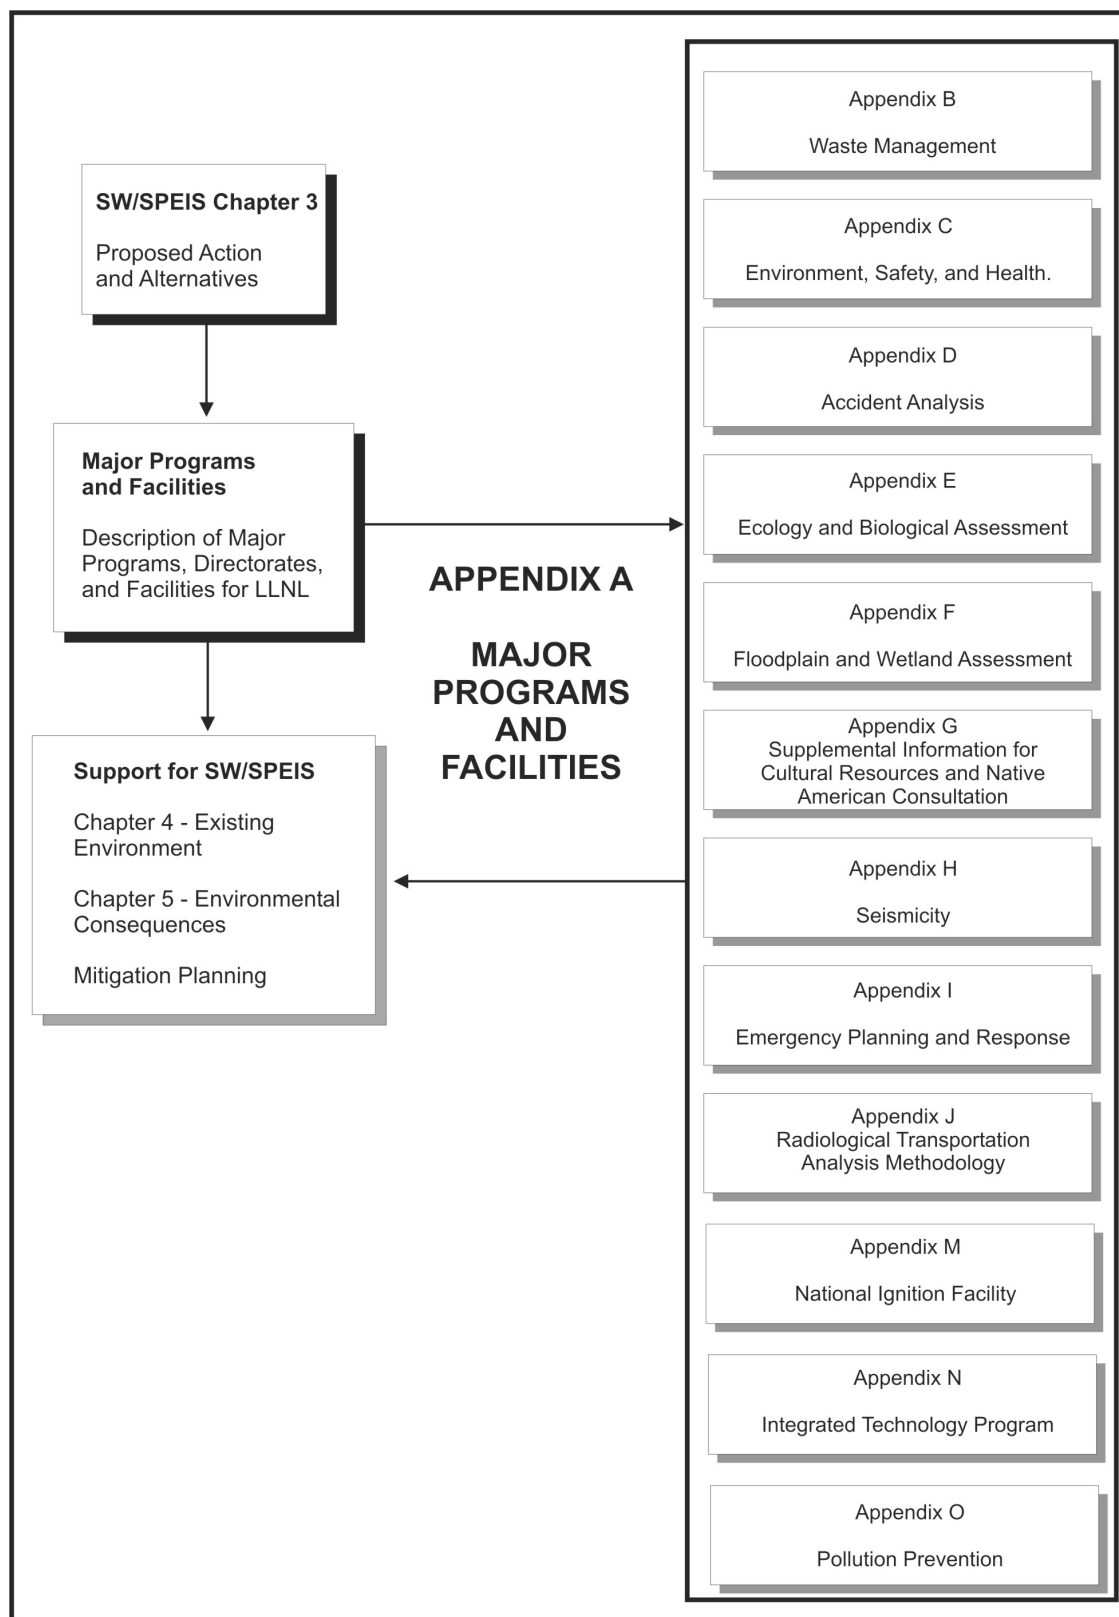 SW/SPEIS Chapter 3
Proposed Action
and Alternatives
Major Programs
and Facilities
Description of Major
Programs, Directorates,
and Facilities for LLNL
Support for SW/SPEIS
Chapter 4 - Existing
Environment
Chapter 5 - Environmental
Consequences
Mitigation Planning
APPENDIX A
MAJOR
PROGRAMS
AND
FACILITIES
Appendix B
Waste Management
Appendix C
Environment, Safety, and Health.
Appendix D
Accident Analysis
Appendix E
Ecology and Biological Assessment
Appendix F
Floodplain and Wetland Assessment
Appendix G
Supplemental Information for
Cultural Resources and Native
American Consultation
Appendix H
Seismicity
Appendix I
Emergency Planning and Response
Appendix J
Radiological Transportation
Analysis Methodology
Appendix M
National Ignition Facility
Appendix N
Integrated Technology Program
Appendix O
Pollution Prevention